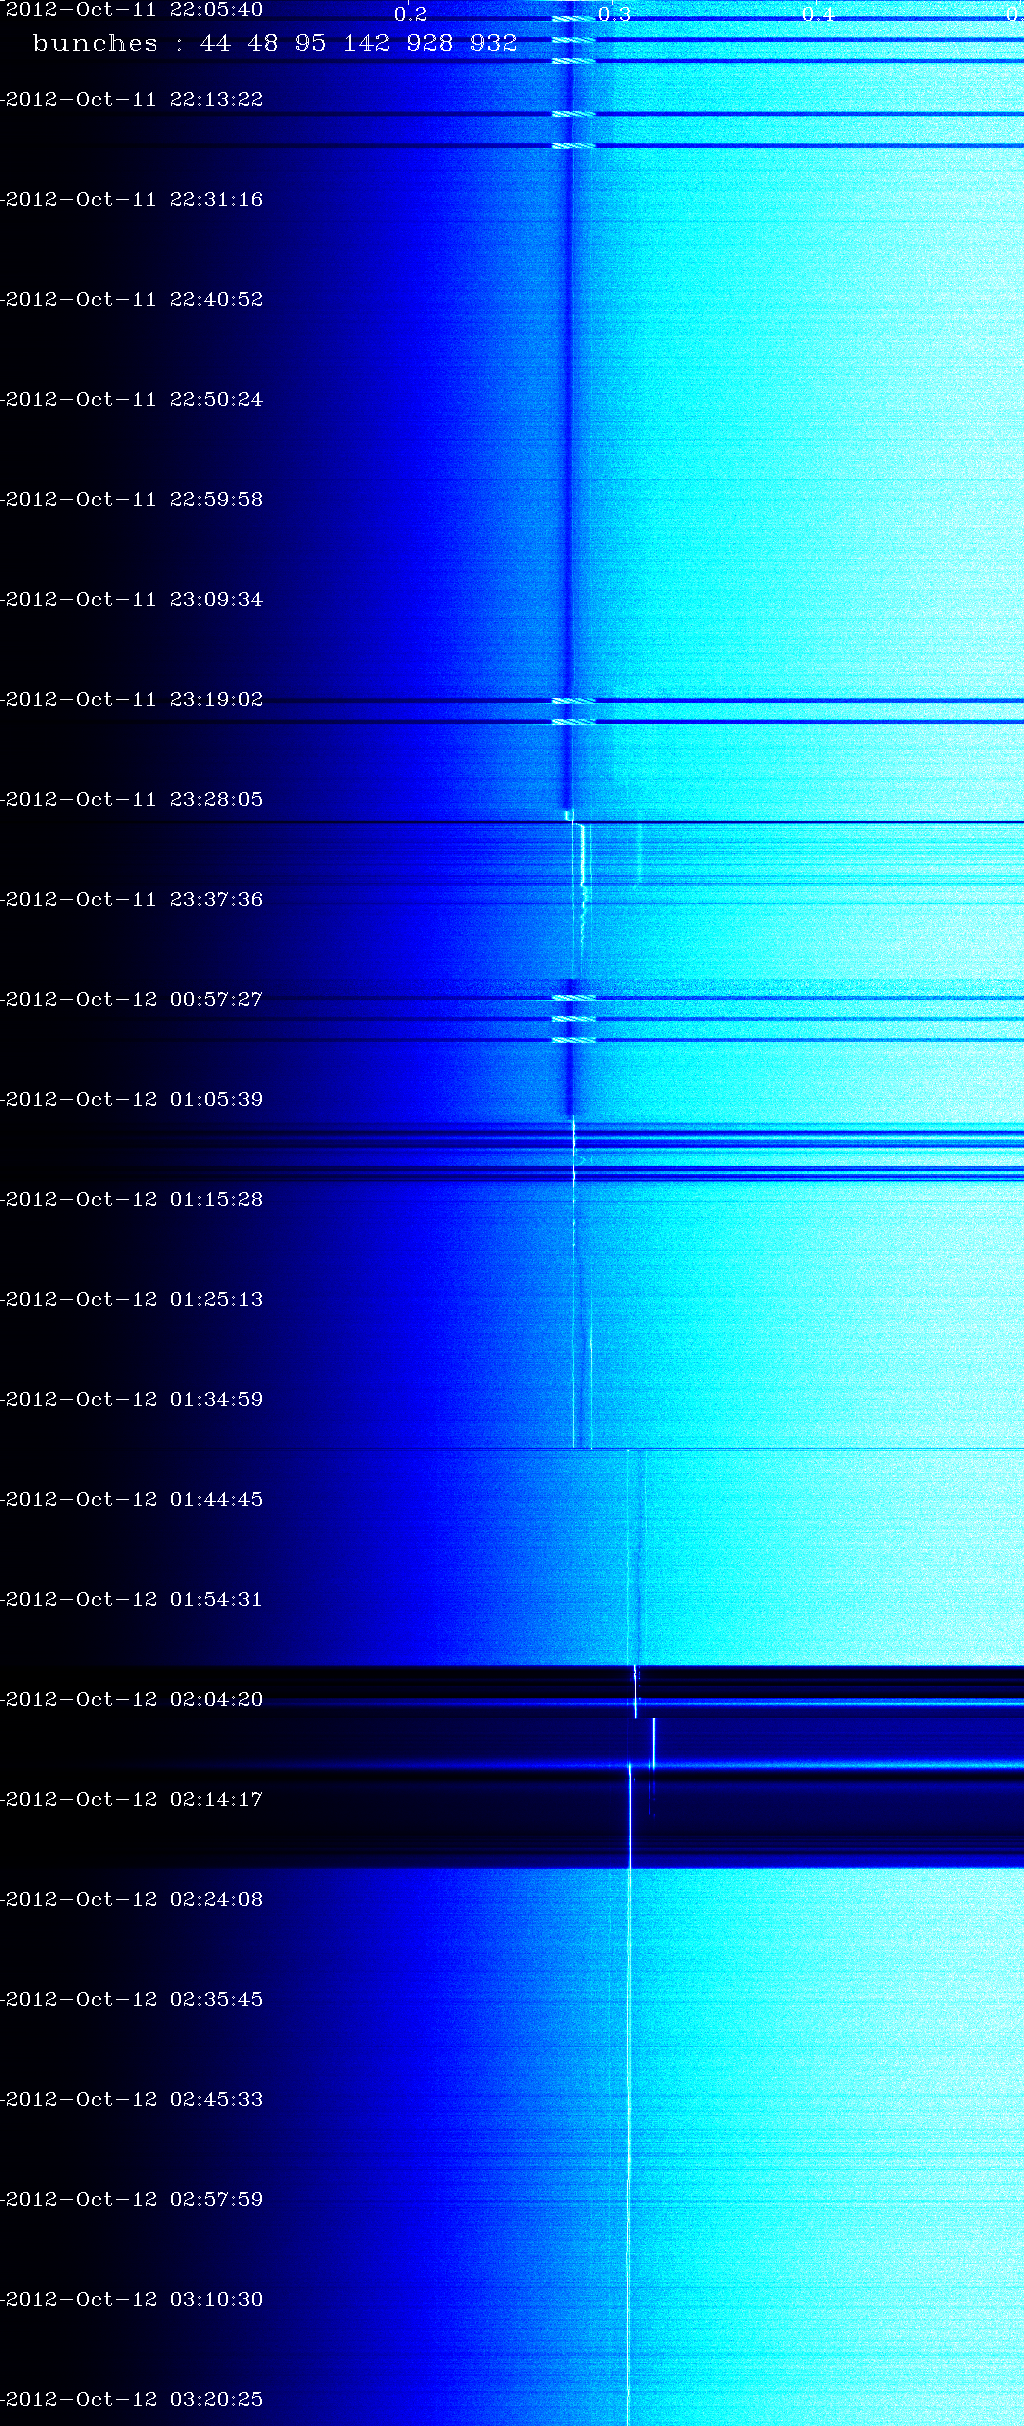 2012-Oct-11 22:05:40 0.2 0.3 0.4 0.
bunches : 44 48 95 142 928 932
2012-Oct-11 22:13:22
2012-Oct-11 22:31:16
2012-Oct-11 22:40:52
2012-Oct-11 22:50:24
2012-Oct-11 22:59:58
2012-Oct-11 23:09:34
2012-Oct-11 23:19:02
2012-Oct-11 23:28:05
2012-Oct-11 23:37:36
2012-Oct-12 00:57:27
2012-Oct-12 01:05:39
2012-Oct-12 01:15:28
2012-Oct-12 01:25:13
2012-Oct-12 01:34:59
2012-Oct-12 01:44:45
2012-Oct-12 01:54:31
2012-Oct-12 02:04:20
2012-Oct-12 02:14:17
2012-Oct-12 02:24:08
2012-Oct-12 02:35:45
2012-Oct-12 02:45:33
2012-Oct-12 02:57:59
2012-Oct-12 03:10:30
2012-Oct-12 03:20:25